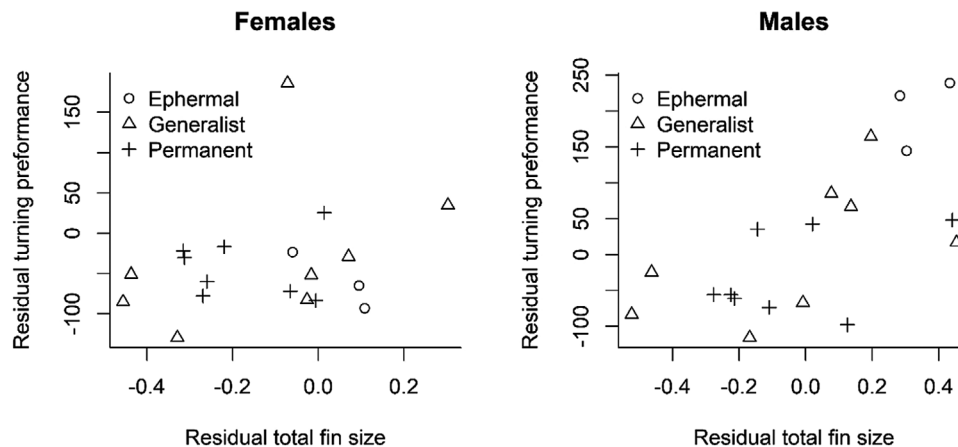 Females
Residual turning preformance
150
50
0
-100
Ephermal
Generalist
Permanent
-0.4
-0.2
0.0
0.2
Residual total fin size
Males
Residual turning preformance
250
150
50
0
-100
Ephermal
Generalist
Permanent
-0.4
-0.2
0.0
0.2
0.4
Residual total fin size